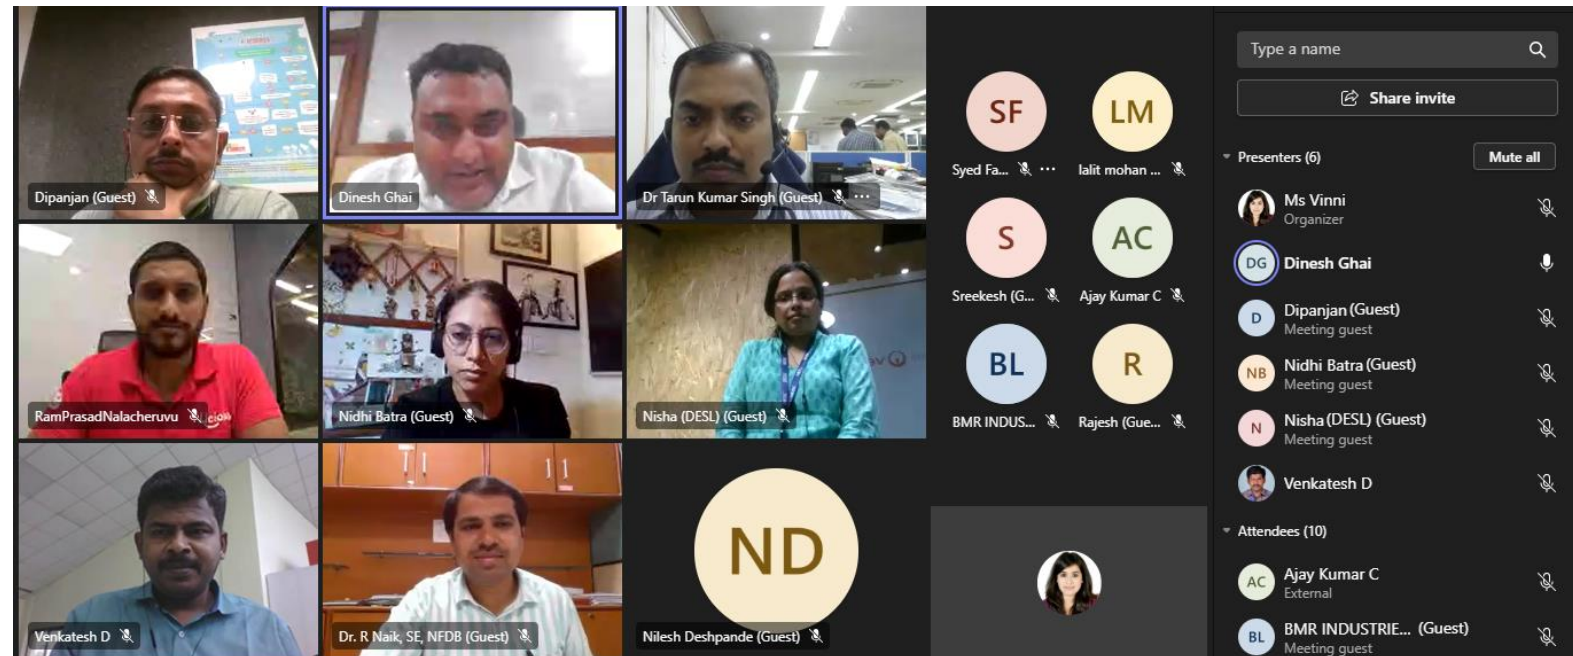 Dipanjan (Guest)
Dinesh Ghai
Dr Tarun Kumar Singh (Guest)
RamPrasadNalacheruvu
Nidhi Batra (Guest)
Nisha (DESL) (Guest)
Venkatesh D
Dr. R Naik, SE, NFDB (Guest)
ND
Nilesh Deshpande (Guest)
SF
LM
Syed Fa...
lalit mohan ...
S
AC
Sreekesh (G...
Ajay Kumar C
BL
R
BMR INDUS...
Rajesh (Gue...
Type a name
Share invite
Presenters (6)
Mute all
Ms Vinni
Organizer
DG
Dinesh Ghai
D
Dipanjan (Guest)
Meeting guest
NB
Nidhi Batra (Guest)
Meeting guest
N
Nisha (DESL) (Guest)
Meeting guest
Venkatesh D
Attendees (10)
AC
Ajay Kumar C
External
BL
BMR INDUSTRIE... (Guest)
Meeting guest